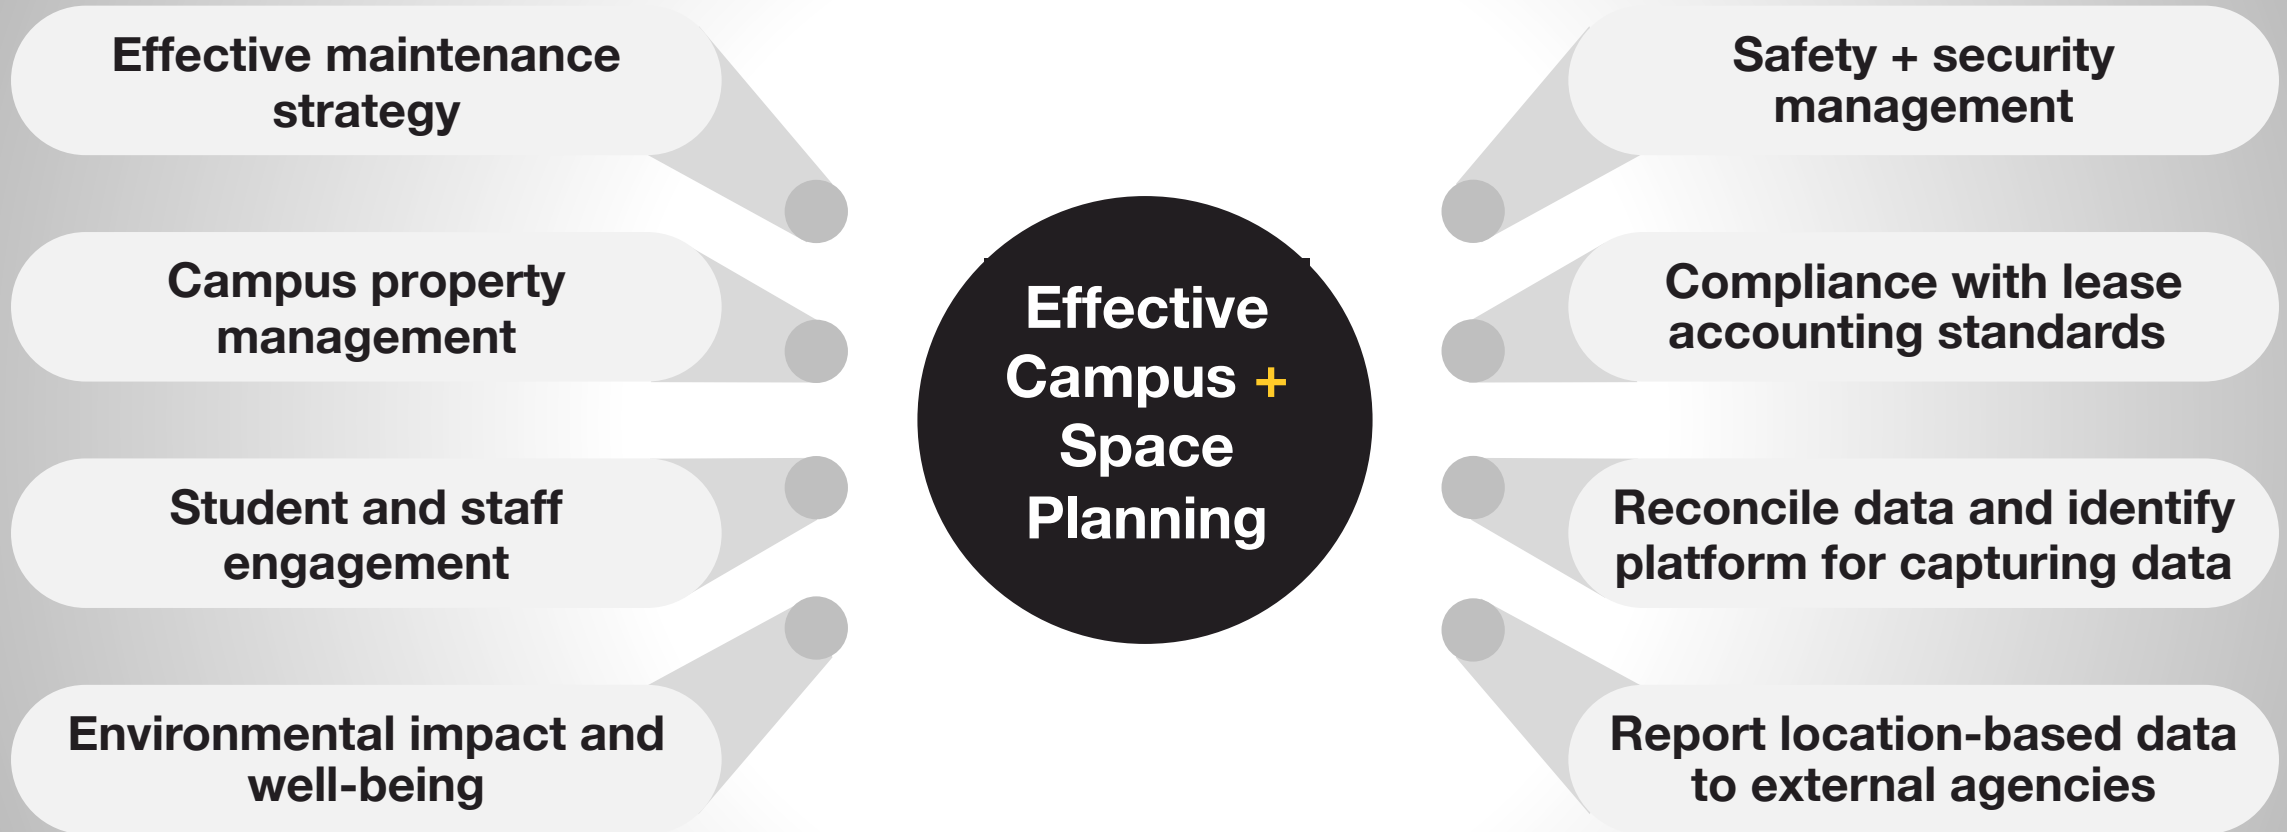 Effective maintenance
strategy
Campus property
management
Student and staff
engagement
Environmental impact and
well-being
Effective
Campus +
Space
Planning
Safety + security
management
Compliance with lease
accounting standards
Reconcile data and identify
platform for capturing data
Report location-based data
to external agencies